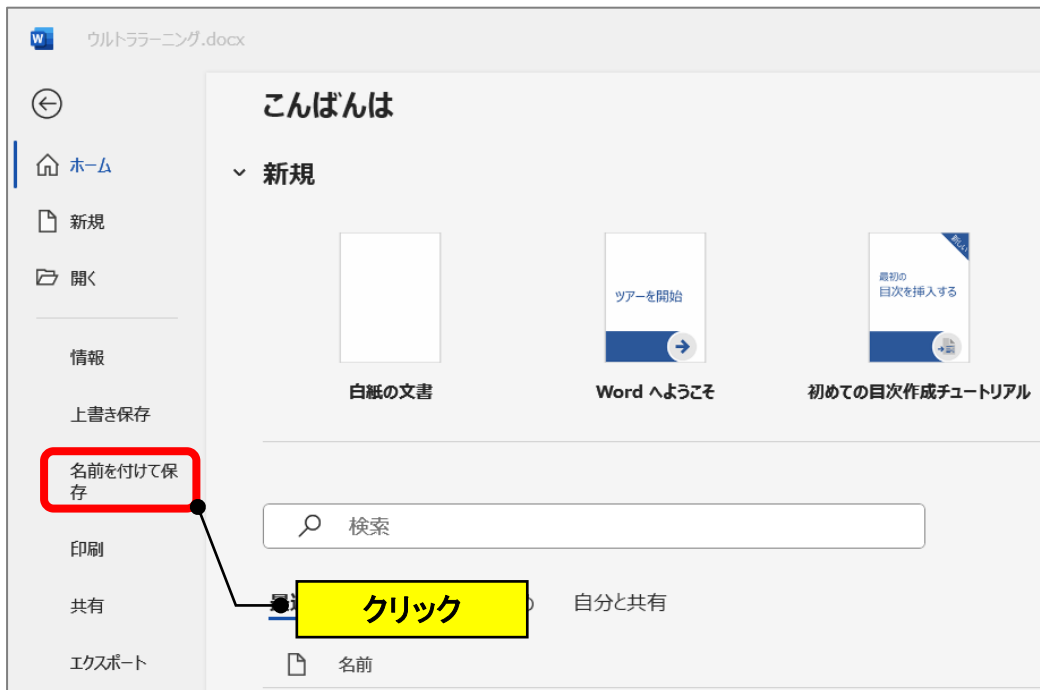 W ウルトララーニング.docx
こんばんは
ホーム
新規
新規
開く
新しい
最初の
目次を挿入する
ツアーを開始
白紙の文書
Word へようこそ
初めての目次作成チュートリアル
情報
上書き保存
名前を付けて保
存
検索
印刷
クリック
自分と共有
共有
名前
エクスポート